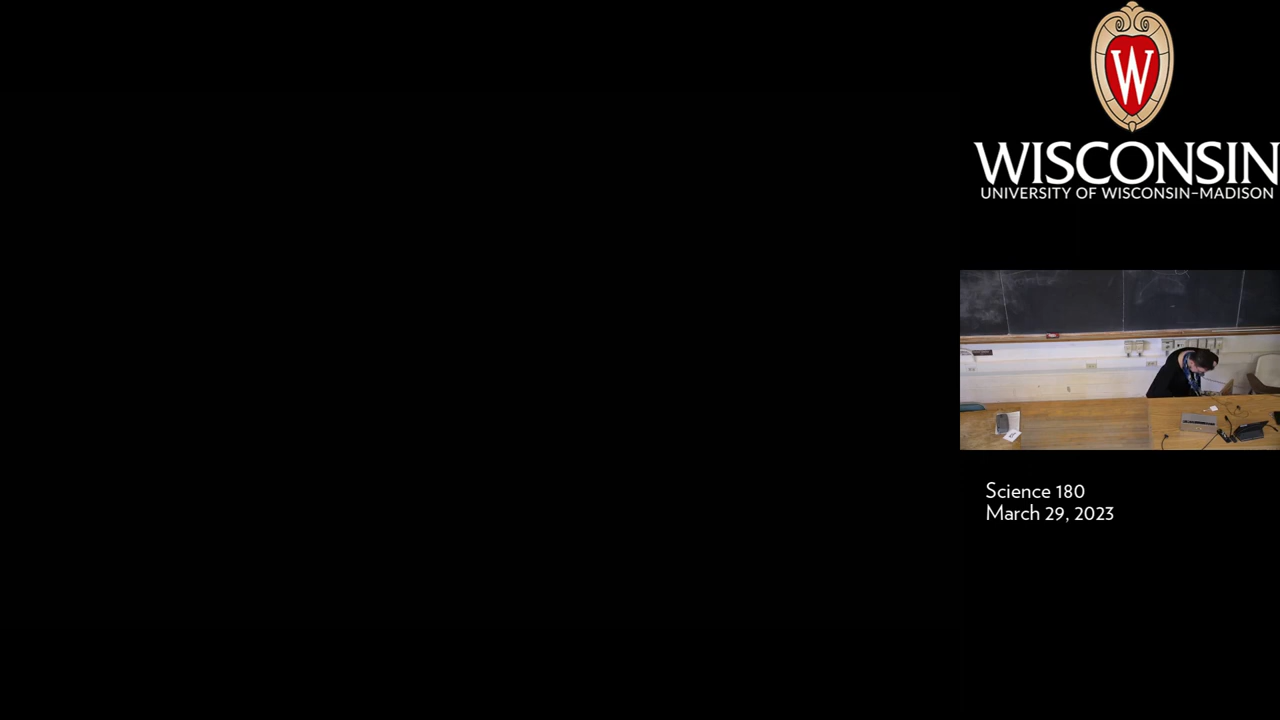 W
WISCONSIN
UNIVERSITY OF WISCONSIN–MADISON
Science 180
March 29, 2023